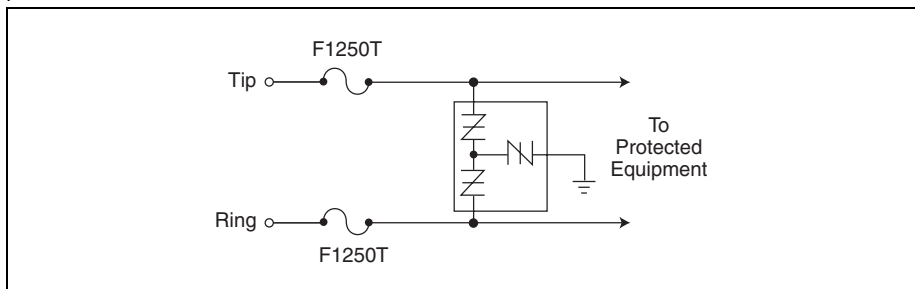 F1250T
Tip
To
Protected
Equipment
Ring
F1250T